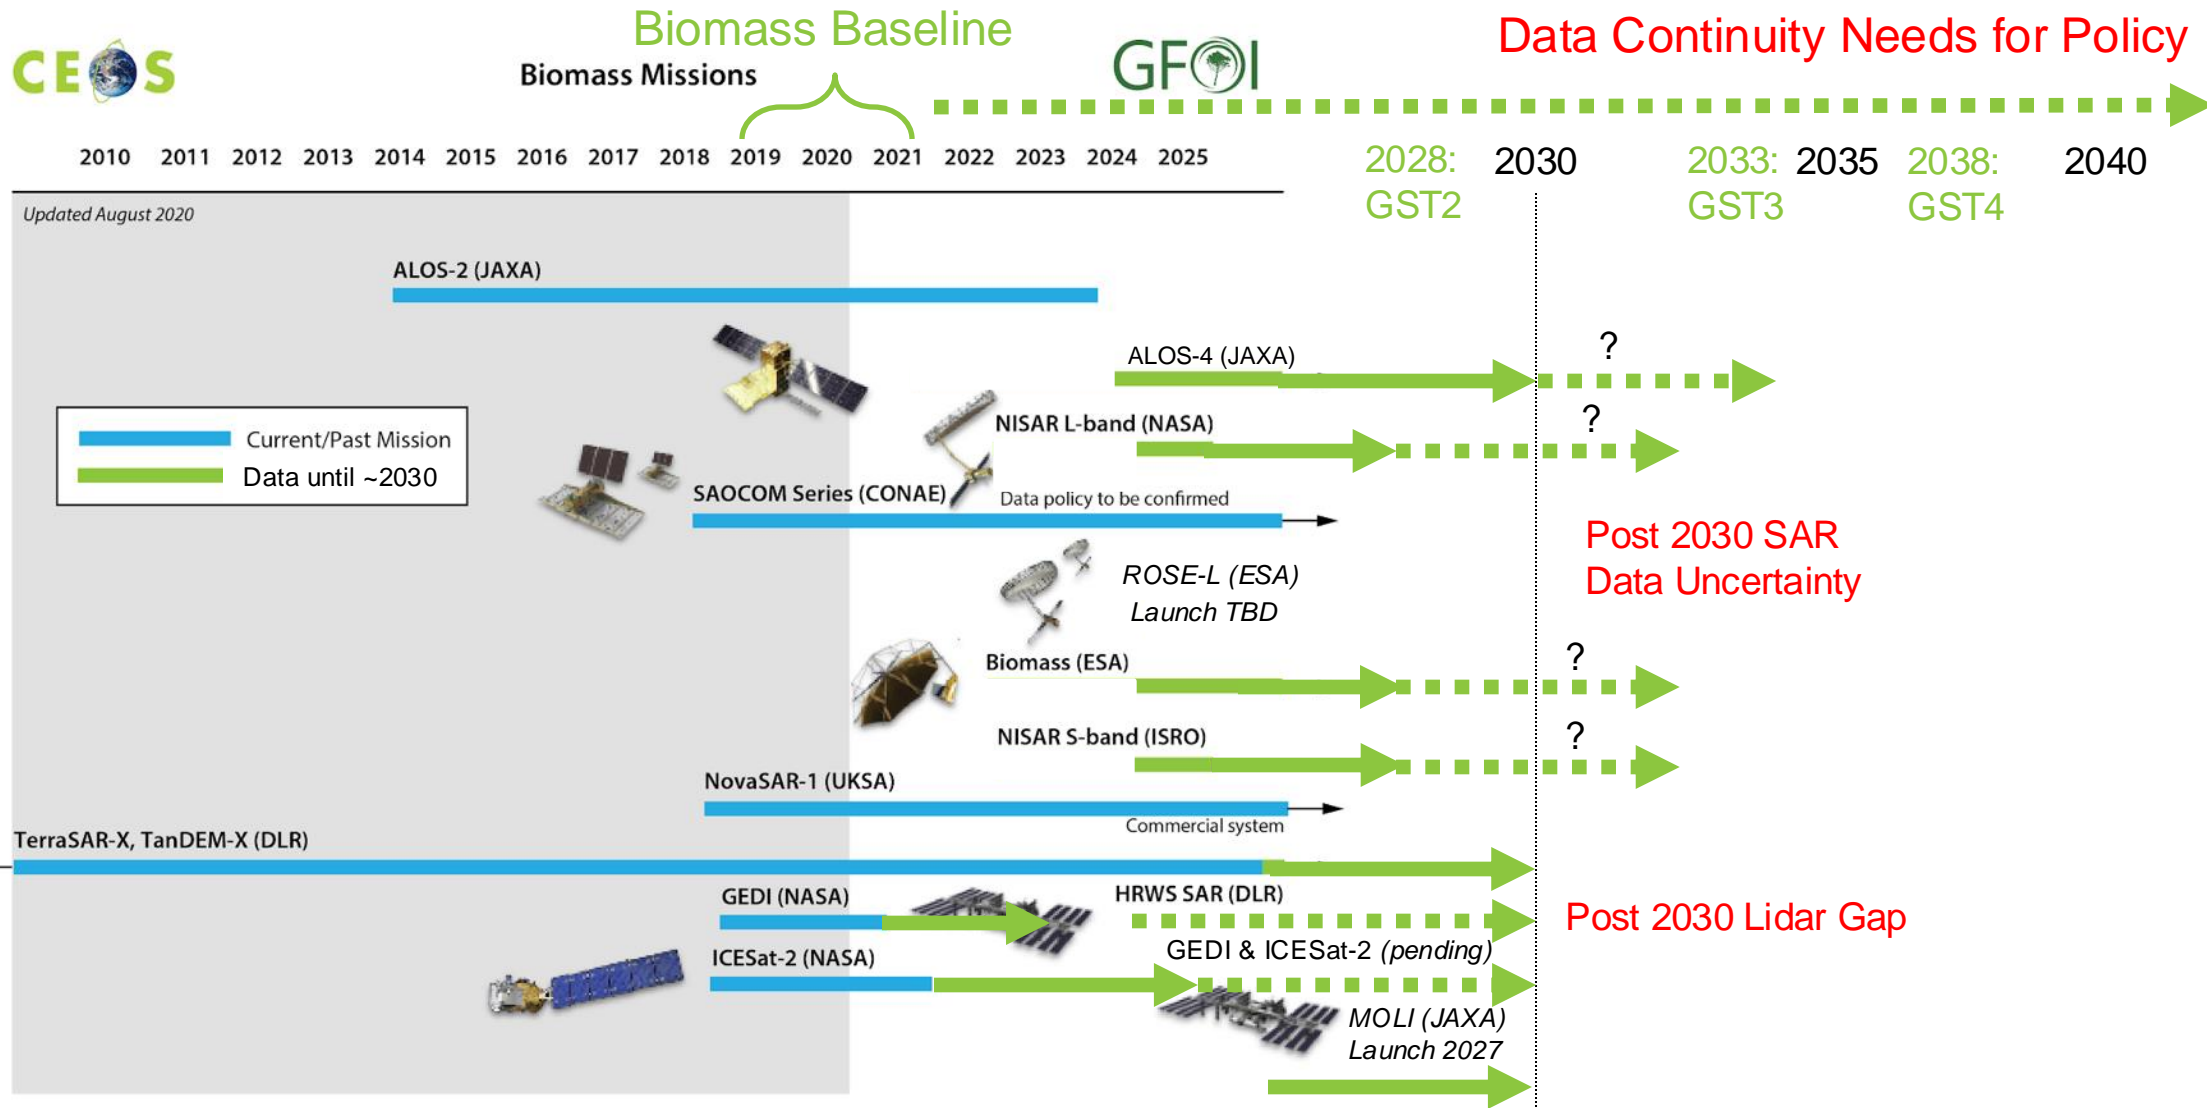 Biomass Baseline
Data Continuity Needs for Policy
CEOS
Biomass Missions
GFOI
2010 2011 2012 2013 2014 2015 2016 2017 2018 2019 2020 2021 2022 2023 2024 2025
2028: 2030 2033: 2035 2038: 2040
GST2 GST3 GST4
Updated August 2020
ALOS-2 (JAXA)
?
ALOS-4 (JAXA)
?
NISAR L-band (NASA)
Current/Past Mission
Data until ~2030
SAOCOM Series (CONAE)
Data policy to be confirmed
Post 2030 SAR
Data Uncertainty
ROSE-L (ESA)
Launch TBD
?
Biomass (ESA)
?
NISAR S-band (ISRO)
NovaSAR-1 (UKSA)
Commercial system
TerraSAR-X, TanDEM-X (DLR)
GEDI (NASA)
HRWS SAR (DLR)
Post 2030 Lidar Gap
ICESat-2 (NASA)
GEDI & ICESat-2 (pending)
MOLI (JAXA)
Launch 2027